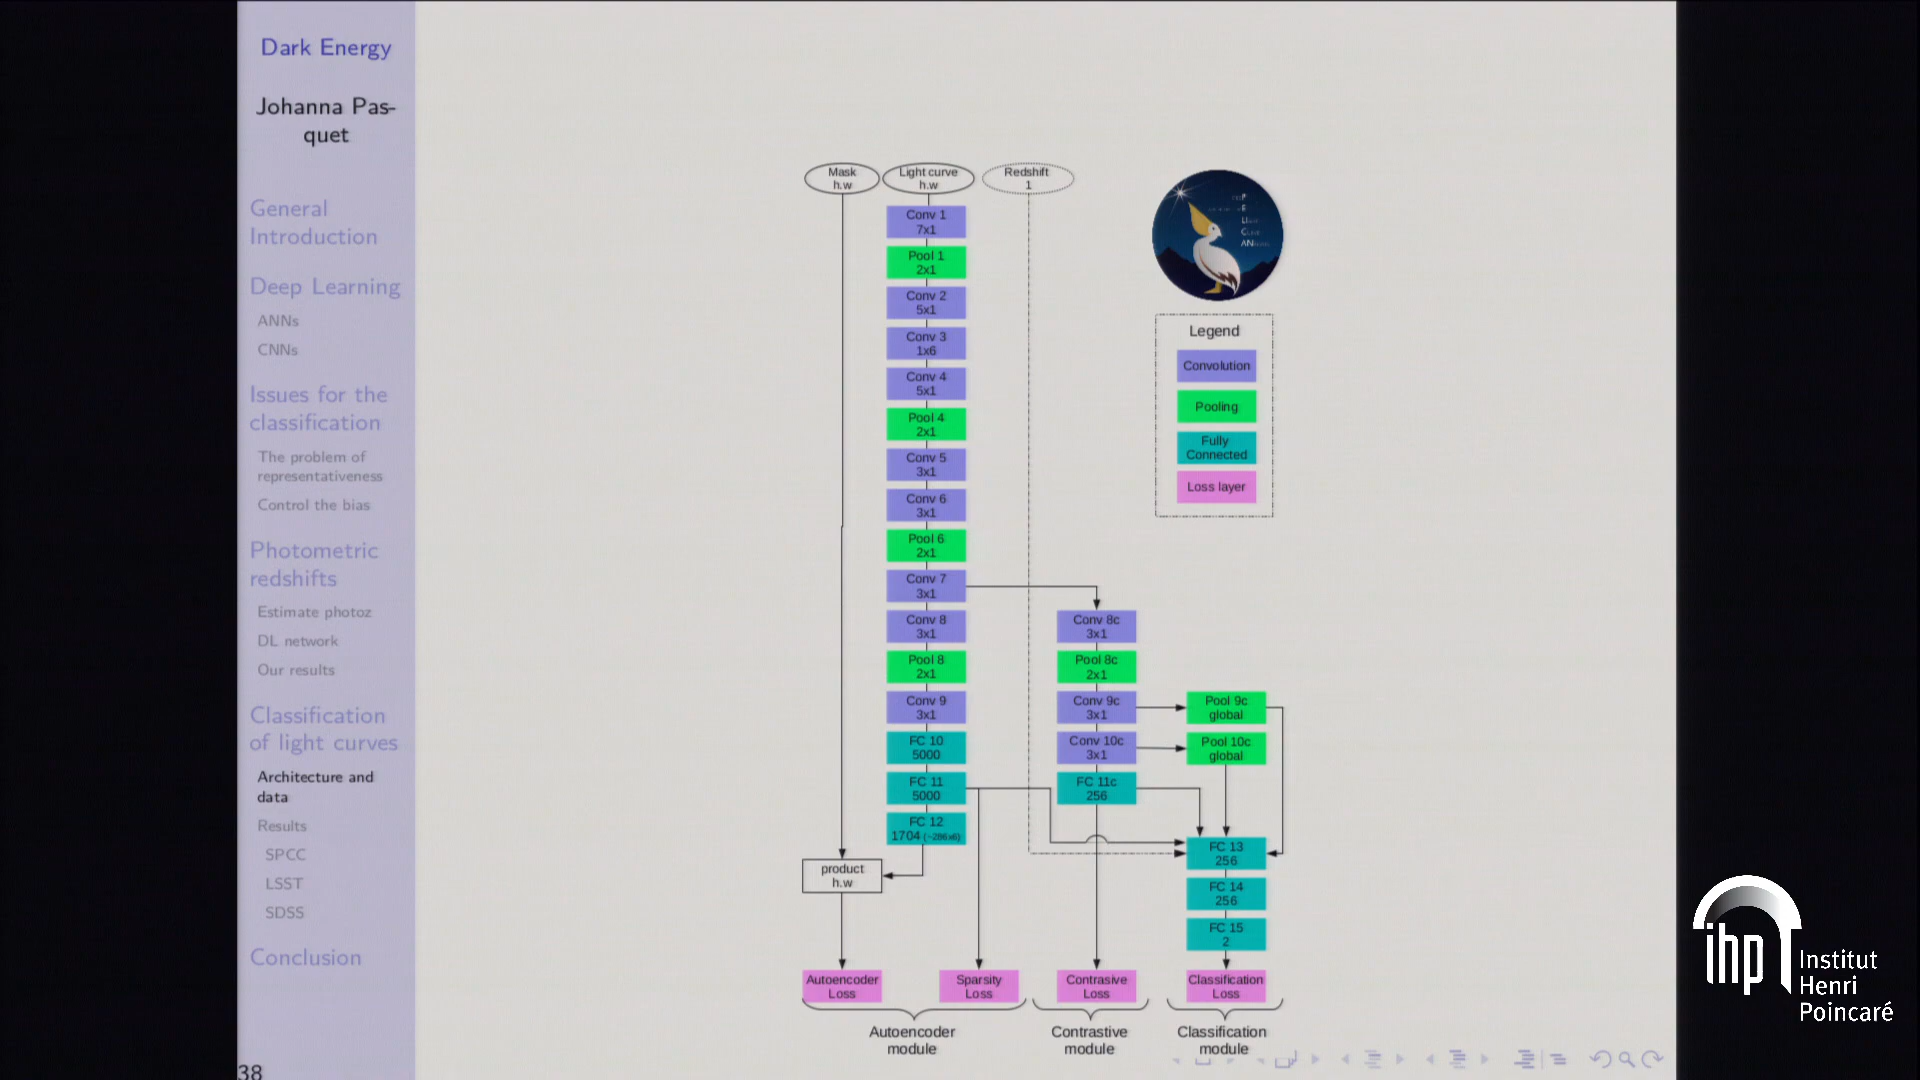 Dark Energy
Johanna Pas-
quet
General
Introduction
Deep Learning
ANNs
CNNs
Issues for the
classification
The problem of
representativeness
Control the bias
Photometric
redshifts
Estimate photoz
DL network
Our results
Classification
of light curves
Architecture and
data
Results
SPCC
LSST
SDSS
Conclusion
38
Mask
h.w
Light curve
h.w
Redshift
1
Conv 1
7x1
Pool 1
2x1
Conv 2
5x1
Conv 3
1x6
Conv 4
5x1
Pool 4
2x1
Conv 5
3x1
Conv 6
3x1
Pool 6
2x1
Conv 7
3x1
Conv 8
3x1
Pool 8
2x1
Conv 9
3x1
FC 10
5000
FC 11
5000
FC 12
1704 (~286x6)
product
h.w
Conv 8c
3x1
Pool 8c
2x1
Conv 9c
3x1
Conv 10c
3x1
FC 11c
256
Pool 9c
global
Pool 10c
global
FC 13
256
FC 14
256
FC 15
2
Autoencoder
Loss
Sparsity
Loss
Contrasive
Loss
Classification
Loss
Autoencoder
module
Contrastive
module
Classification
module
Legend
Convolution
Pooling
Fully
Connected
Loss layer
ihp
Institut
Henri
Poincaré